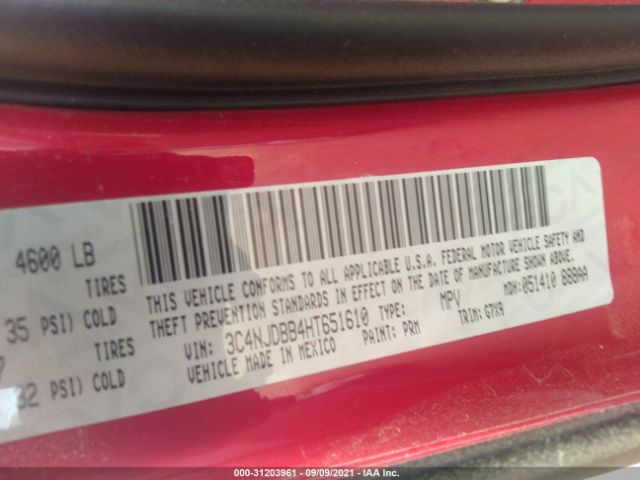 4600 LB
TIRES
35 PSI) COLD
TIRES
32 PSI) COLD
THIS VEHICLE CONFORMS TO ALL APPLICABLE U.S.A. FEDERAL MOTOR VEHICLE SAFETY AND
THEFT PREVENTION STANDARDS IN EFFECT ON THE DATE OF MANUFACTURE SHOWN ABOVE.
VIN: 3C4NJDBB4HT651610 TYPE: MPV MDH: 051410 888AA
VEHICLE MADE IN MEXICO PAINT: PRM TRIM: G7X9
000-31203961 - 09/09/2021 - IAA Inc.